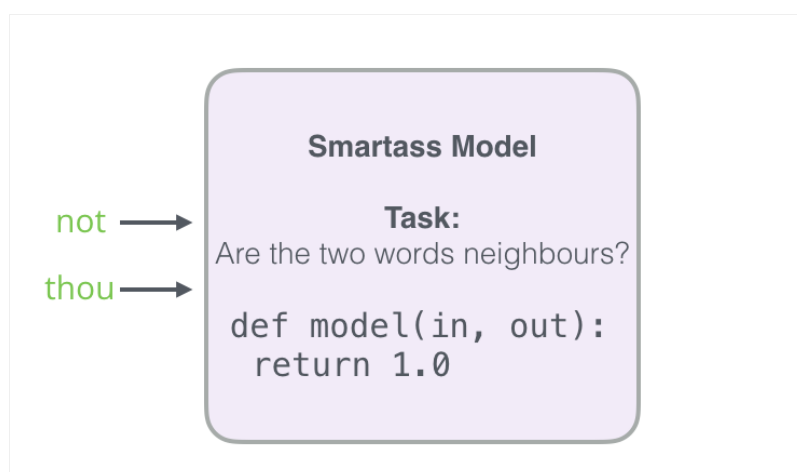 Smartass Model
not
Task:
Are the two words neighbours?
thou
def model(in, out):
return 1.0